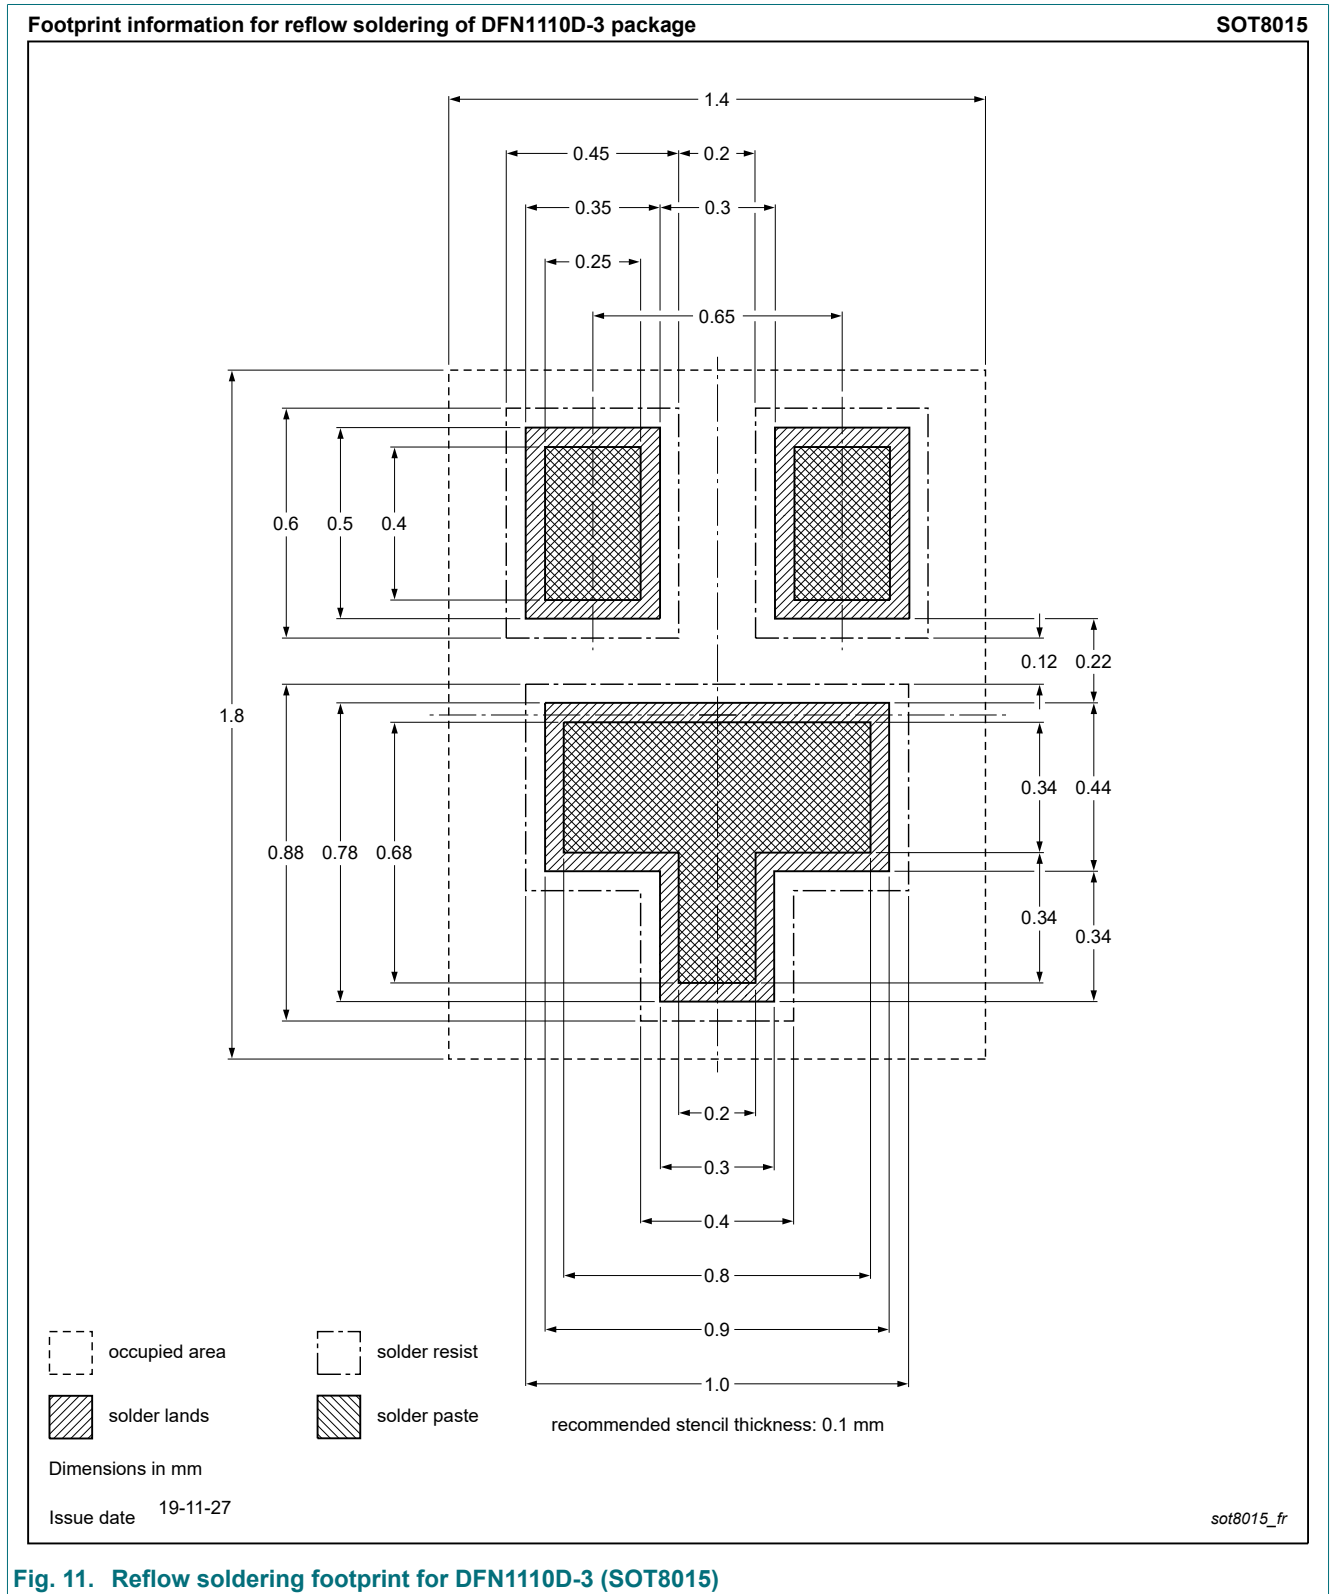 Footprint information for reflow soldering of DFN1110D-3 package SOT8015
1.4
0.45 0.2
0.35 0.3
0.25
0.65
0.6 0.5 0.4
0.12 0.22
1.8
0.34 0.44
0.88 0.78 0.68
0.34 0.34
0.2
0.3
0.4
0.8
0.9
1.0
occupied area solder resist
solder lands solder paste
recommended stencil thickness: 0.1 mm
Dimensions in mm
Issue date 19-11-27
sot8015_fr
Fig. 11. Reflow soldering footprint for DFN1110D-3 (SOT8015)